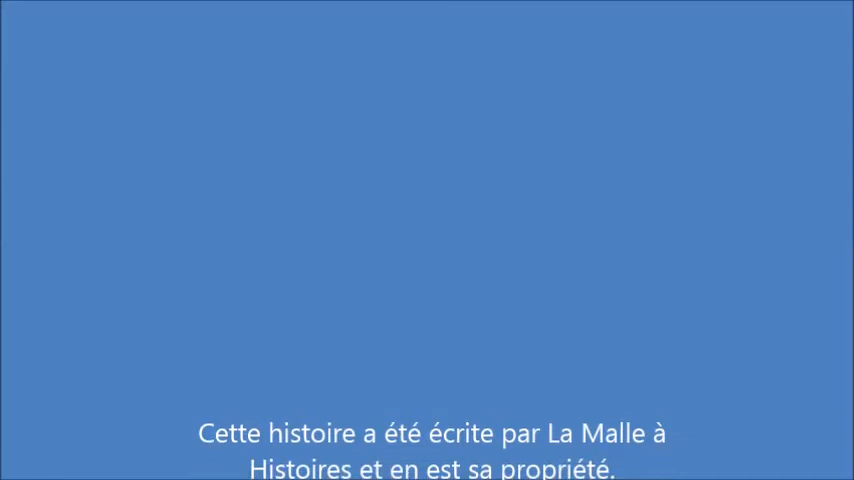 Cette histoire a été écrite par La Malle à
Histoires et en est sa propriété.